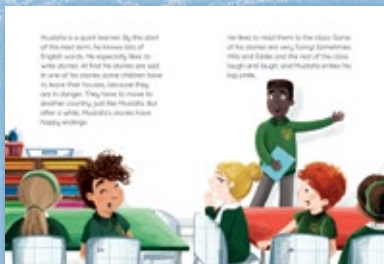 Mustafa is a quick learner. By the start
of the next term, he knows lots of
English words. He especially likes to
write stories. At first his stories are sad.
In one of his stories some children have
to leave their houses, because they
are in danger. They have to move to
another country, just like Mustafa. But
after a while, Mustafa's stories have
happy endings.
He likes to read them to the class. Some
of his stories are very funny! Sometimes
Mila and Eddie and the rest of the class
laugh and laugh, and Mustafa smiles his
big smile.